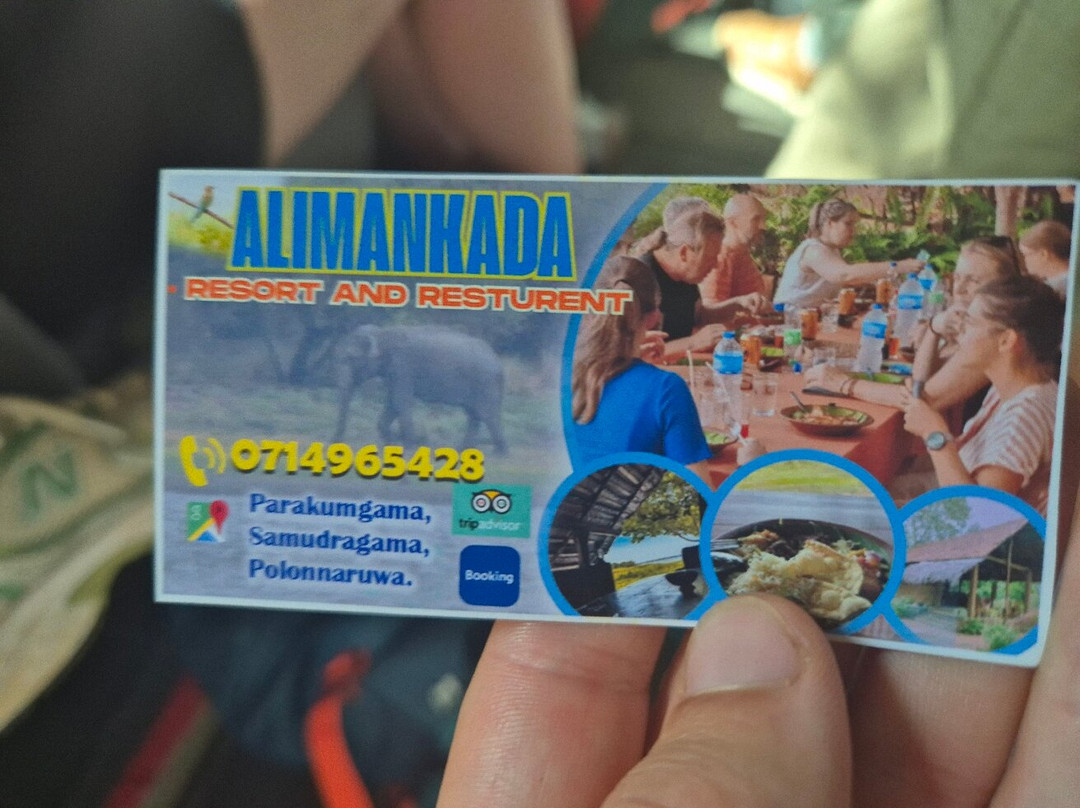 ALIMANKADA
RESORT AND RESTURENT
0714965428
Parakumgama,
Samudragama,
Polonnaruwa.
tripadvisor
Booking